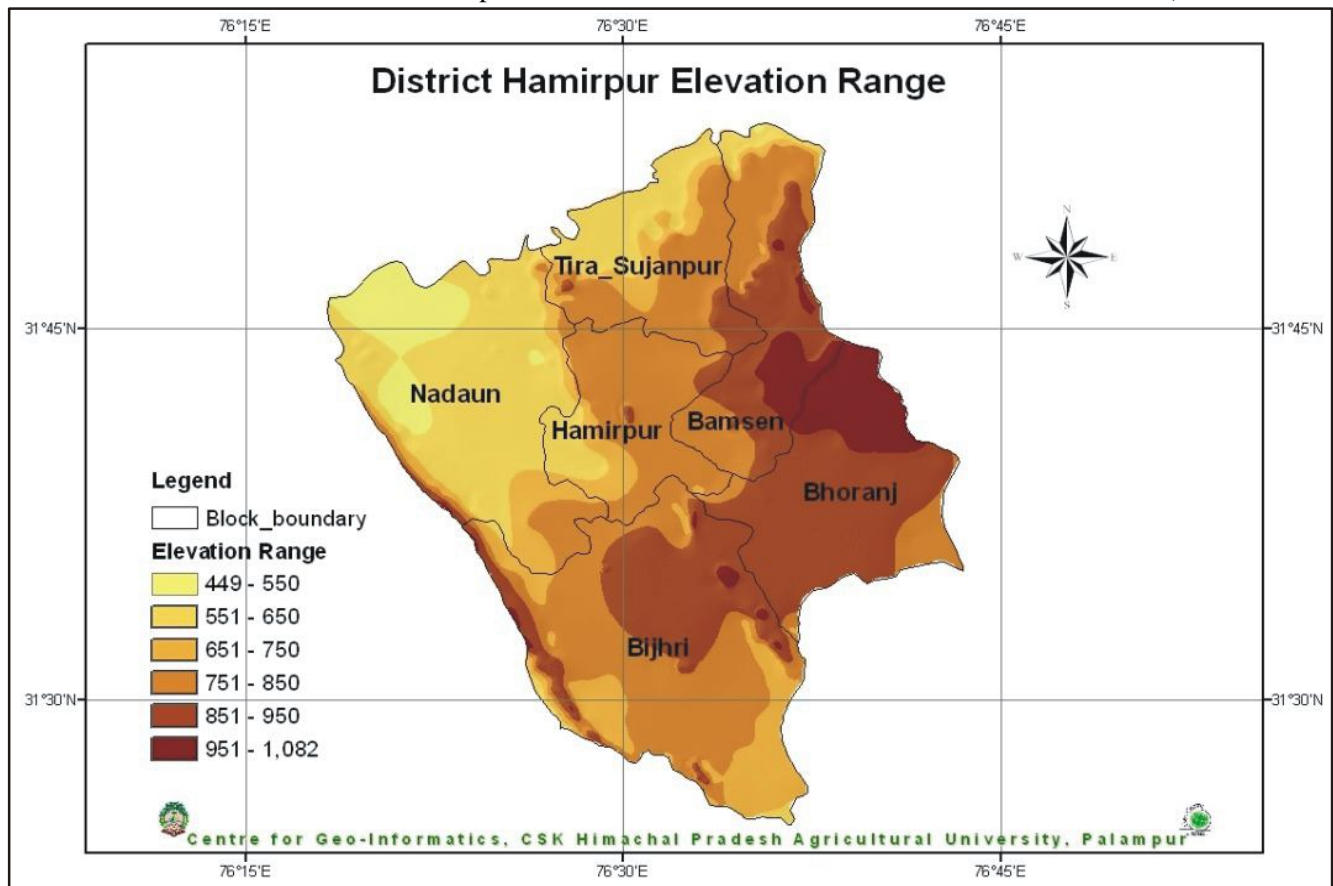 76°15'E 76°30'E 76°45'E
District Hamirpur Elevation Range
N
W E
S
Tira_Sujanpur
31°45'N 31°45'N
Nadaun
Hamirpur Bamsen
Bhoranj
Legend
Block_boundary
Elevation Range
449 - 550
551 - 650
651 - 750
751 - 850
851 - 950
951 - 1,082
Bijhri
31°30'N 31°30'N
Centre for Geo-Informatics, CSK Himachal Pradesh Agricultural University, Palampur
76°15'E 76°30'E 76°45'E